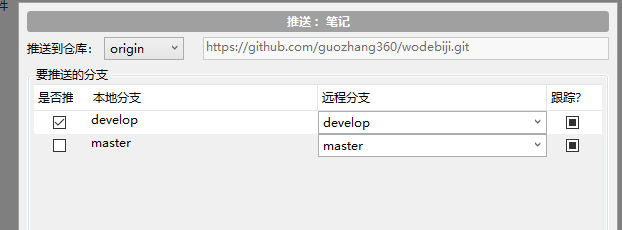 件
推送：笔记
推送到仓库： origin https://github.com/guozhang360/wodebiji.git
要推送的分支
是否推 本地分支 远程分支 跟踪?
develop develop
master master